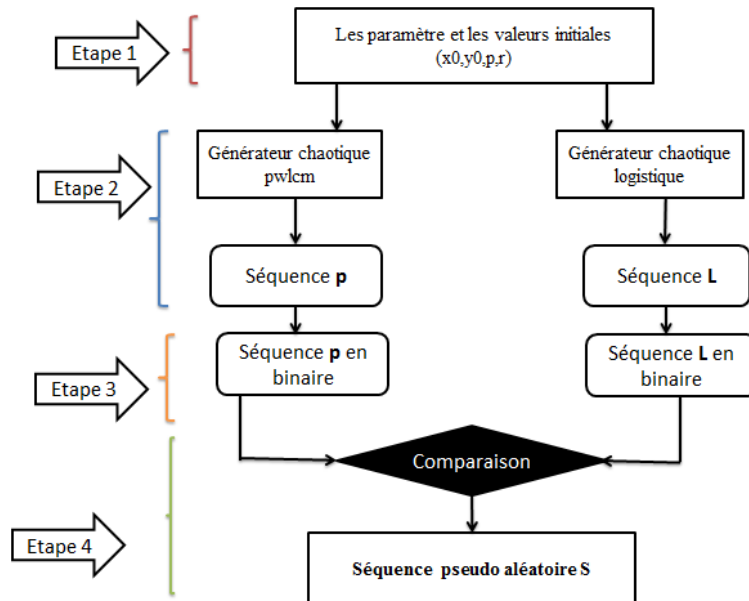 Etape 1
Les paramètre et les valeurs initiales
(x0,y0,p,r)
Etape 2
Générateur chaotique
pwlcm
Générateur chaotique
logistique
Séquence p
Séquence L
Etape 3
Séquence p en
binaire
Séquence L en
binaire
Comparaison
Etape 4
Séquence pseudo aléatoire S